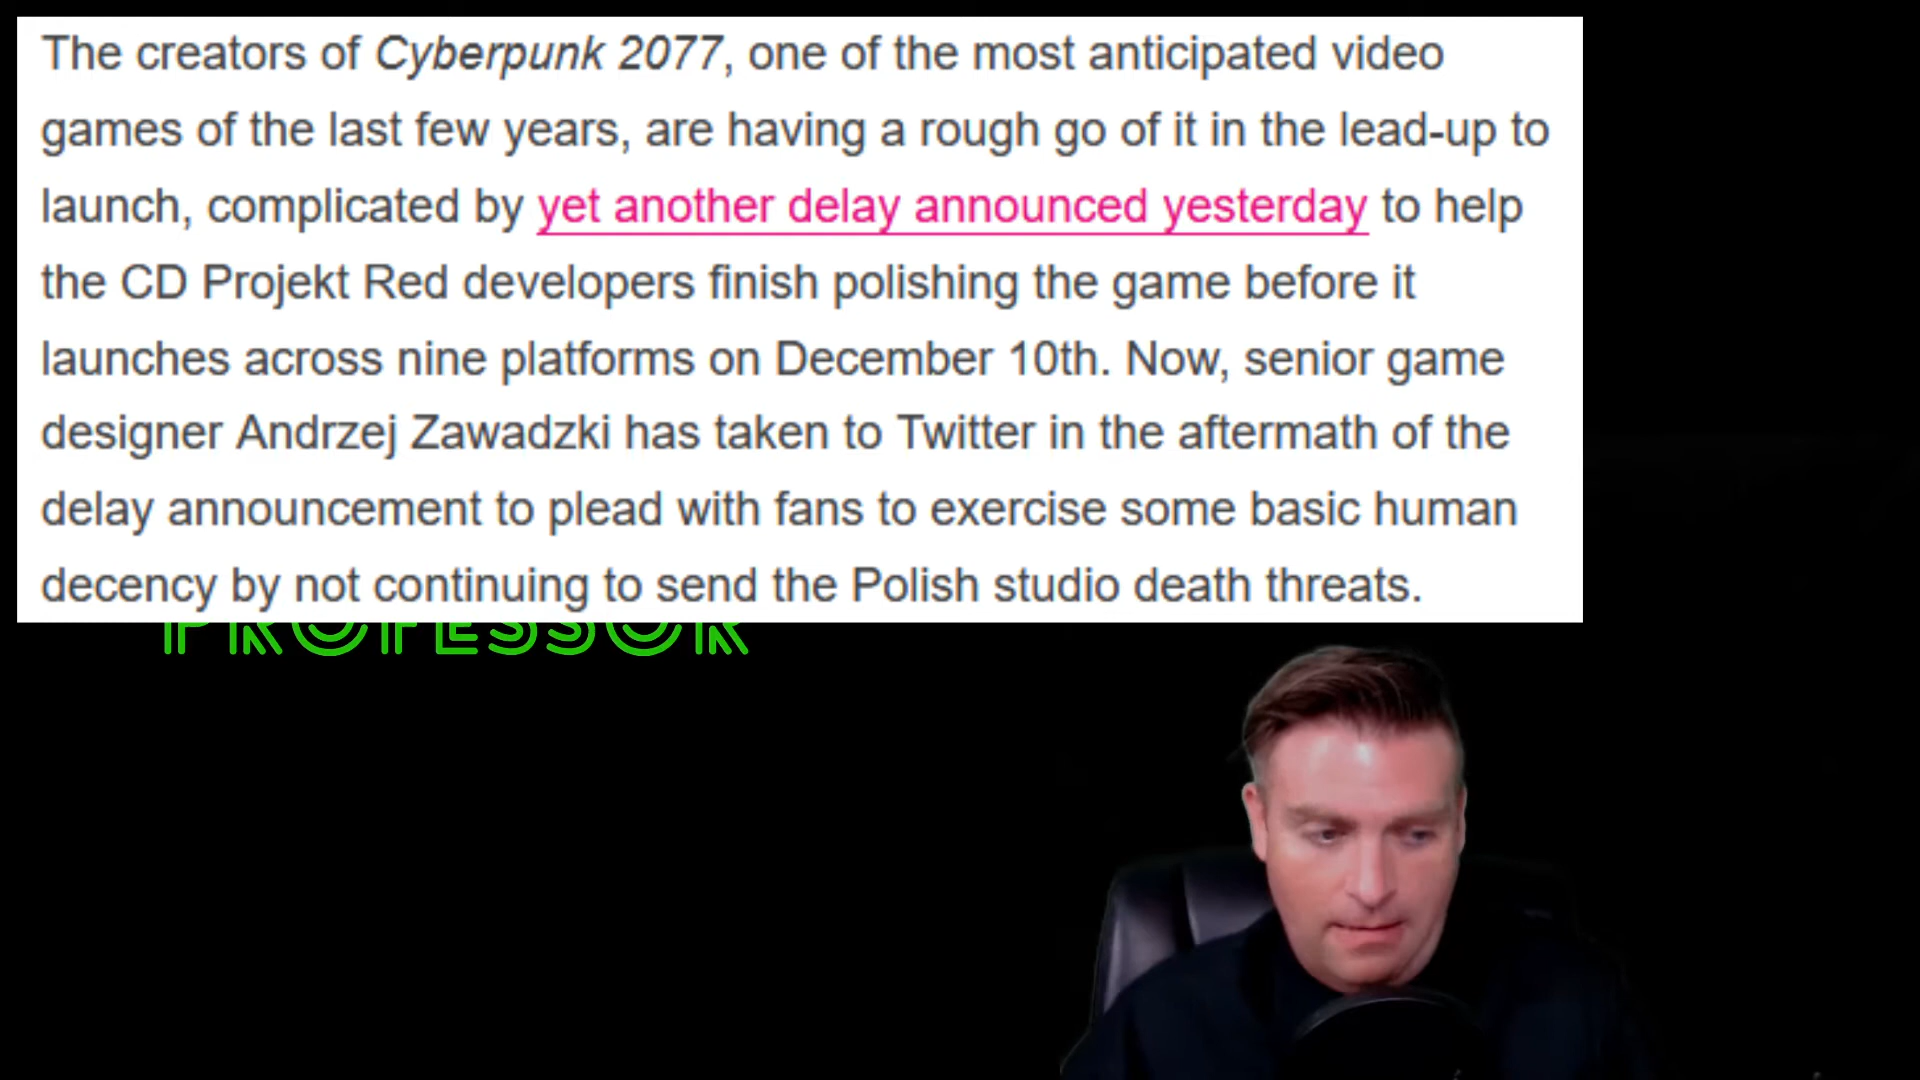 The creators of Cyberpunk 2077, one of the most anticipated video
games of the last few years, are having a rough go of it in the lead-up to
launch, complicated by yet another delay announced yesterday to help
the CD Projekt Red developers finish polishing the game before it
launches across nine platforms on December 10th. Now, senior game
designer Andrzej Zawadzki has taken to Twitter in the aftermath of the
delay announcement to plead with fans to exercise some basic human
decency by not continuing to send the Polish studio death threats.
PROFESSOR